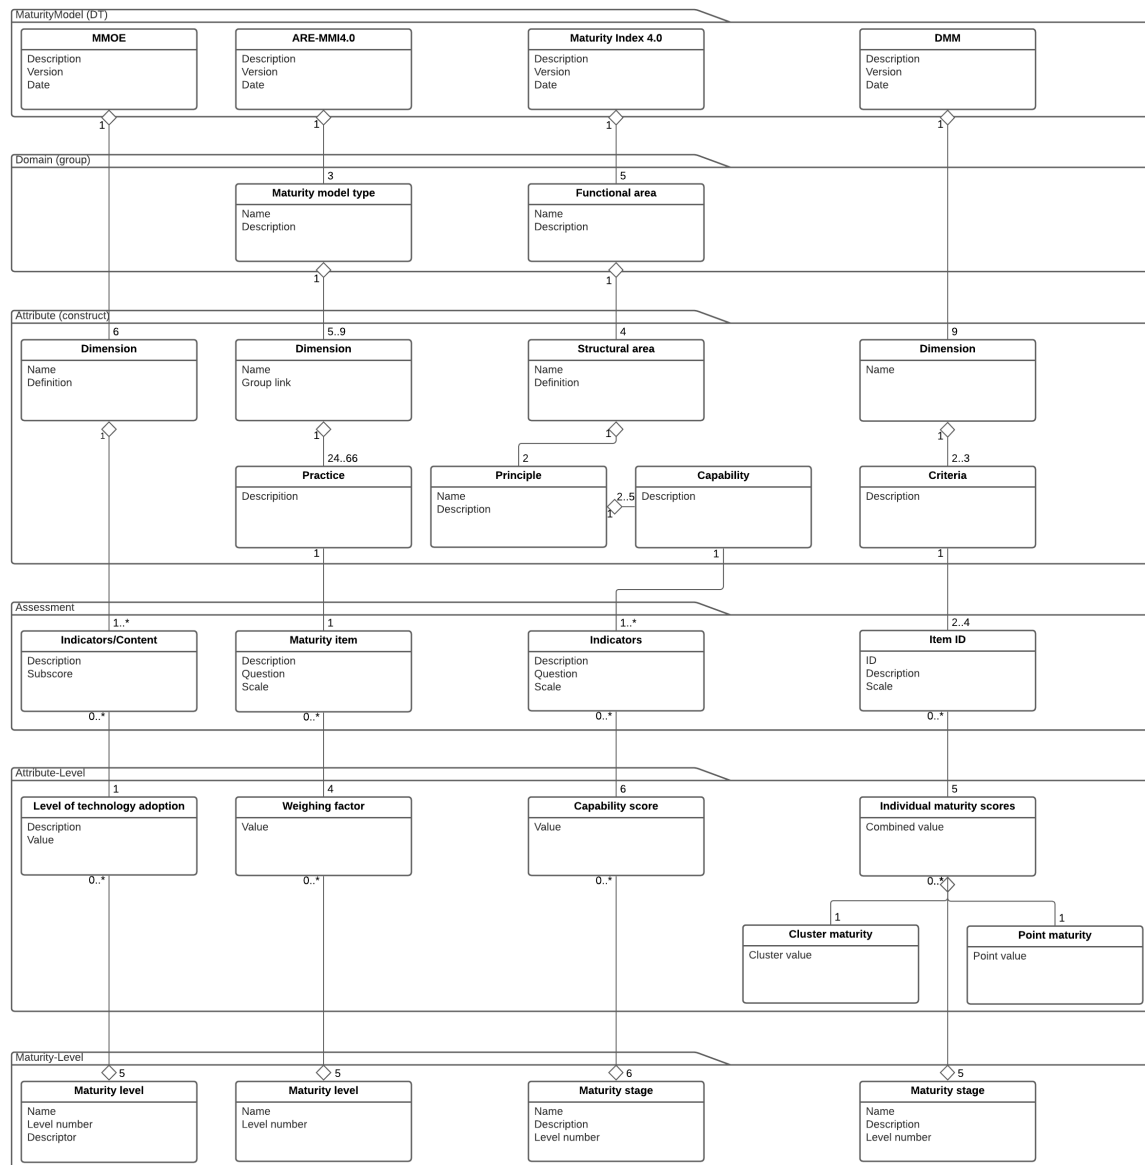 MaturityModel (DT)
MMOE
Description
Version
Date
1
ARE-MMI4.0
Description
Version
Date
1
Maturity Index 4.0
Description
Version
Date
1
DMM
Description
Version
Date
1
Domain (group)
3
Maturity model type
Name
Description
1
5
Functional area
Name
Description
1
Attribute (construct)
6
Dimension
Name
Definition
1
5..9
Dimension
Name
Group link
1
4
Structural area
Name
Definition
1
9
Dimension
Name
1
24..66
Practice
Descripition
1
2
Principle
Name
Description
1
2..5
Capability
Description
1
2..3
Criteria
Description
1
Assessment
1..*
Indicators/Content
Description
Subscore
0..*
1
Maturity item
Description
Question
Scale
0..*
1..*
Indicators
Description
Question
Scale
0..*
2..4
Item ID
ID
Description
Scale
0..*
Attribute-Level
1
Level of technology adoption
Description
Value
0..*
4
Weighing factor
Value
0..*
6
Capability score
Value
0..*
5
Individual maturity scores
Combined value
0..*
1
Cluster maturity
Cluster value
1
Point maturity
Point value
Maturity-Level
5
Maturity level
Name
Level number
Descriptor
5
Maturity level
Name
Level number
6
Maturity stage
Name
Description
Level number
5
Maturity stage
Name
Description
Level number